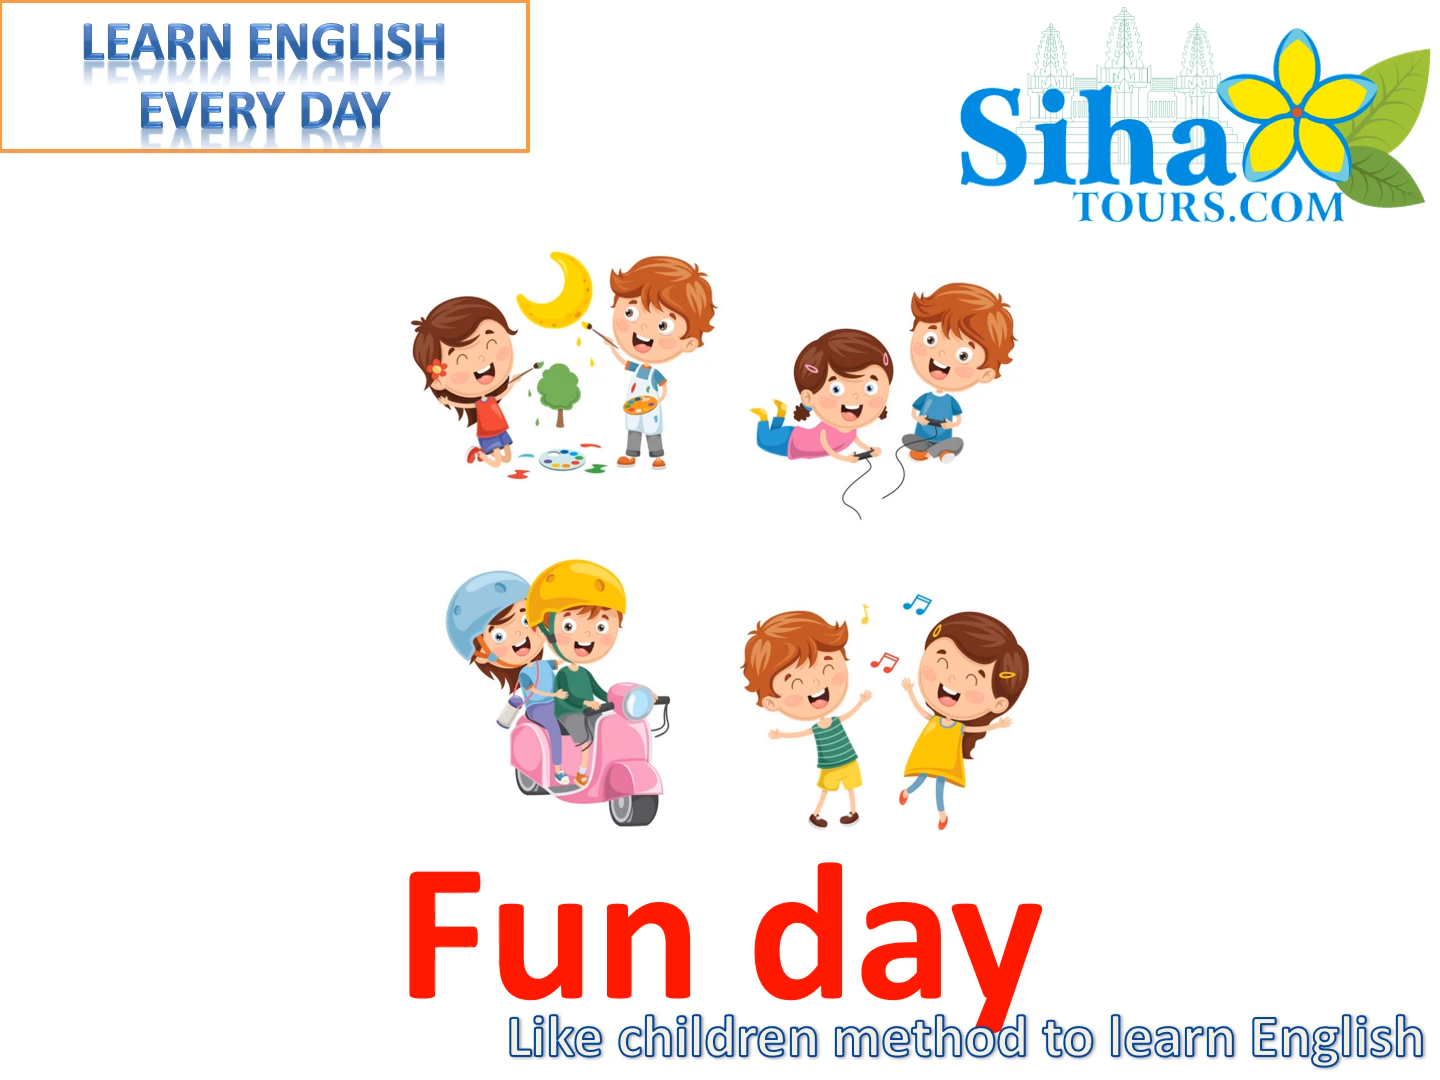 LEARN ENGLISH
EVERY DAY
Siha
TOURS.COM
Fun day
Like children method to learn English